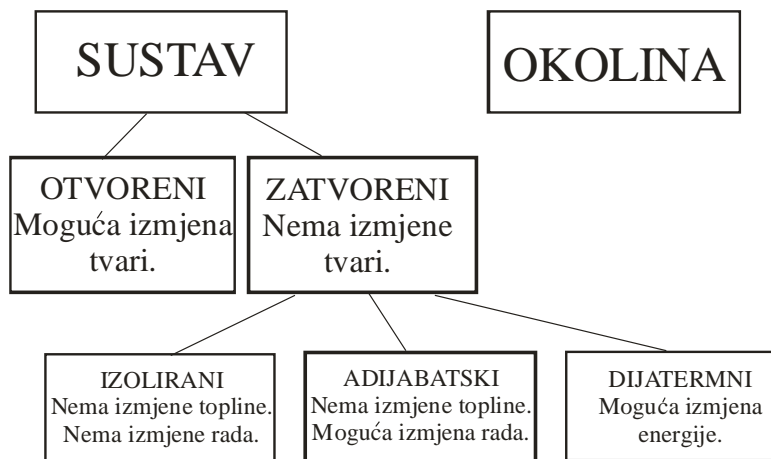 SUSTAV
OKOLINA
OTVORENI
Moguća izmjena
tvari.
ZATVORENI
Nema izmjene
tvari.
IZOLIRANI
Nema izmjene topline.
Nema izmjene rada.
ADIJABATSKI
Nema izmjene topline.
Moguća izmjena rada.
DIJATERMNI
Moguća izmjena
energije.